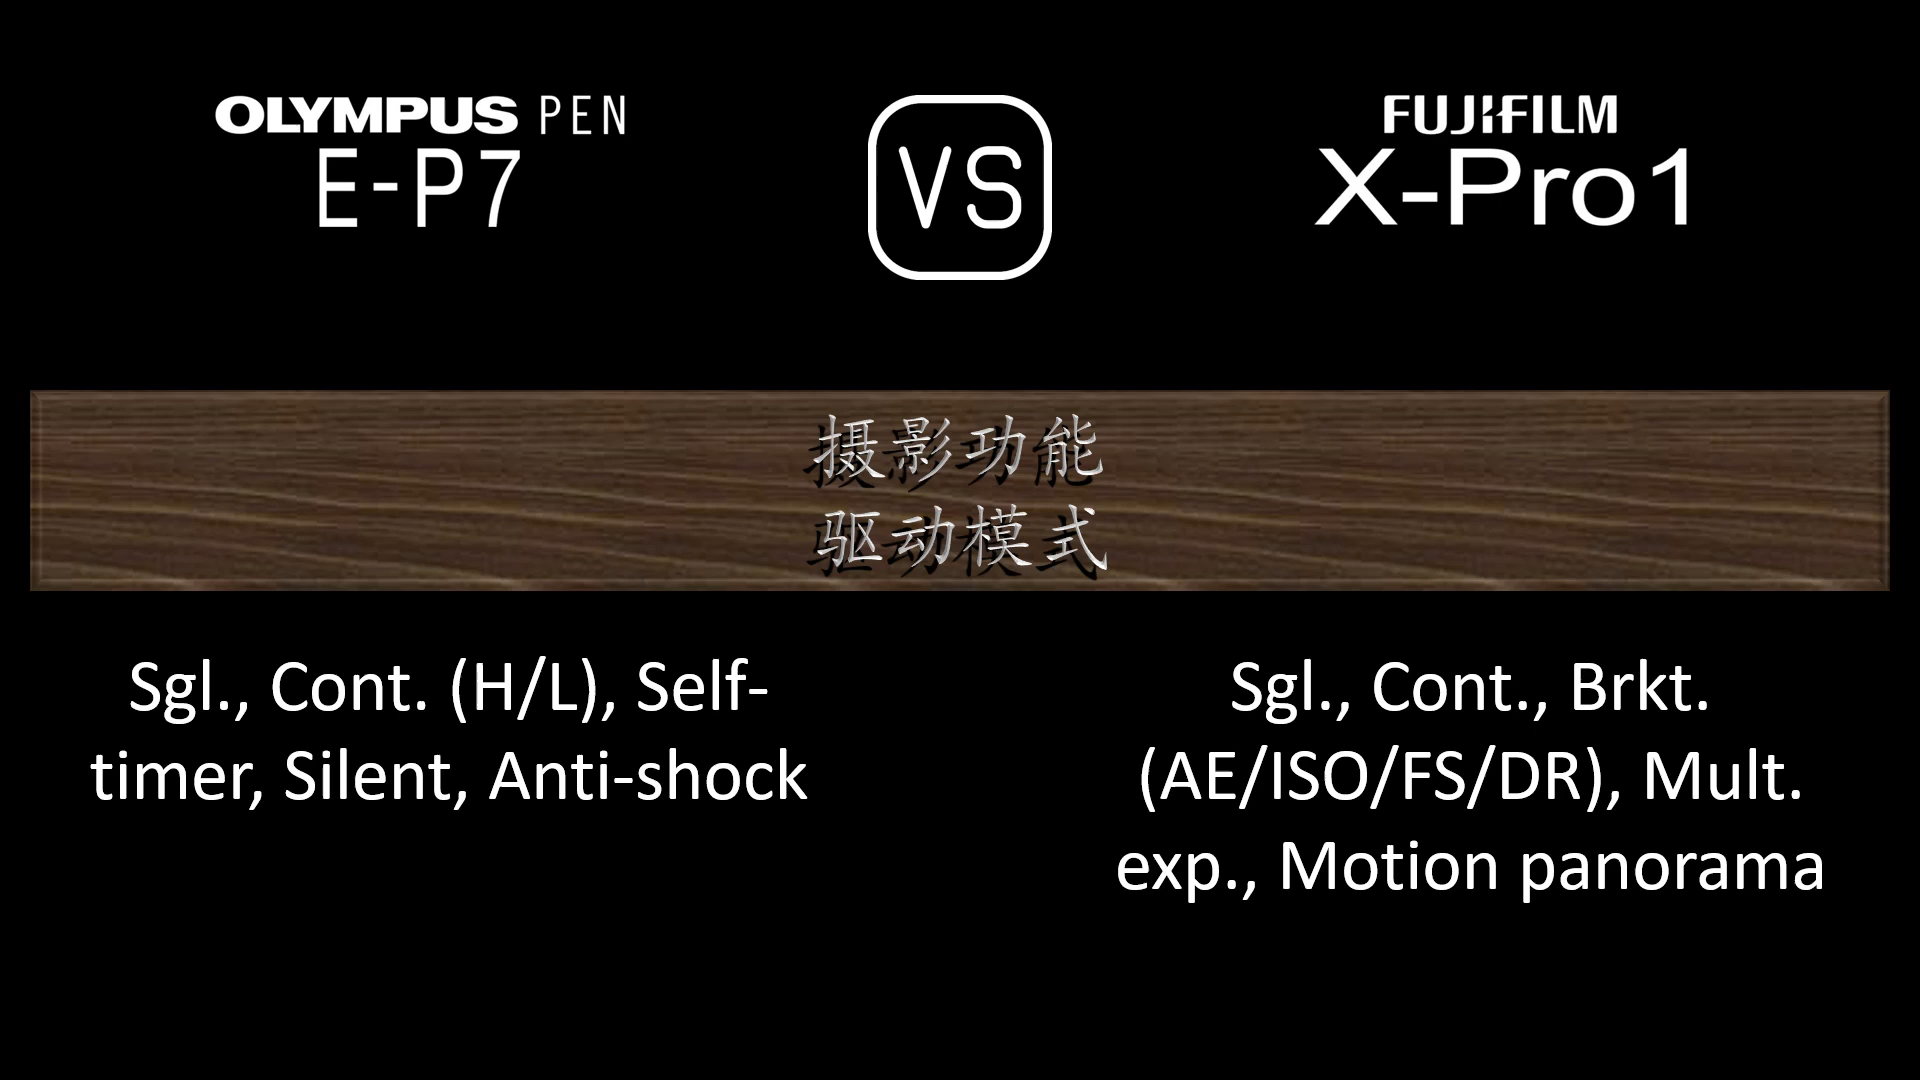 OLYMPUS PEN
E-P7
VS
FUJIFILM
X-Pro1
摄影功能
驱动模式
Sgl., Cont. (H/L), Self-
timer, Silent, Anti-shock
Sgl., Cont., Brkt.
(AE/ISO/FS/DR), Mult.
exp., Motion panorama